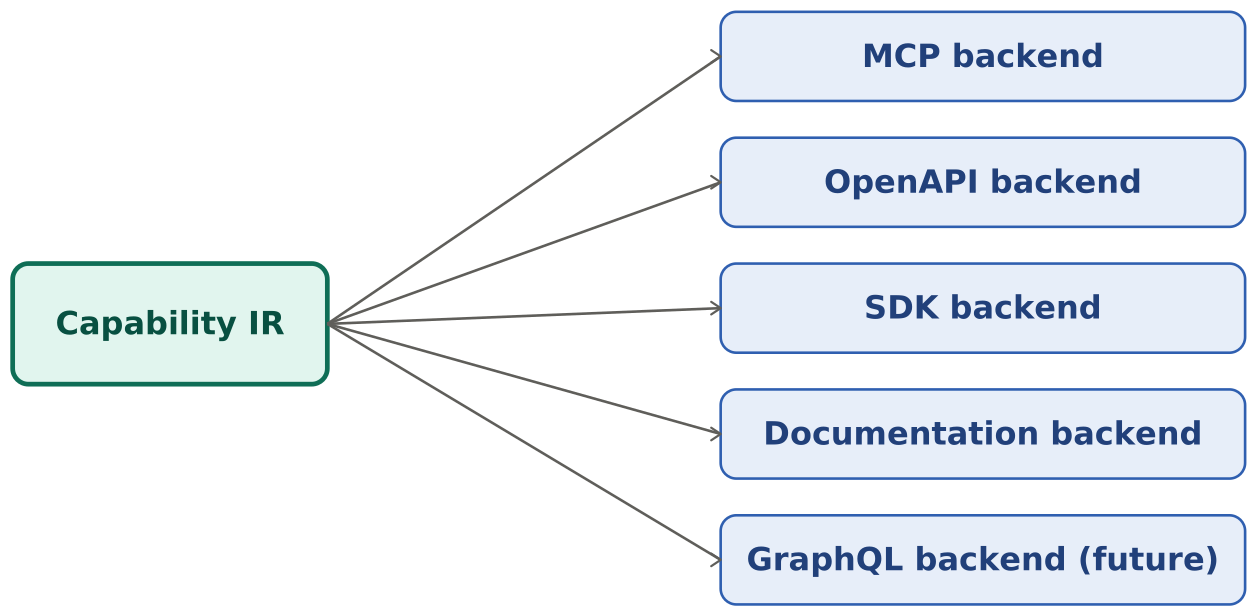 MCP backend
OpenAPI backend
SDK backend
Capability IR
Documentation backend
GraphQL backend (future)